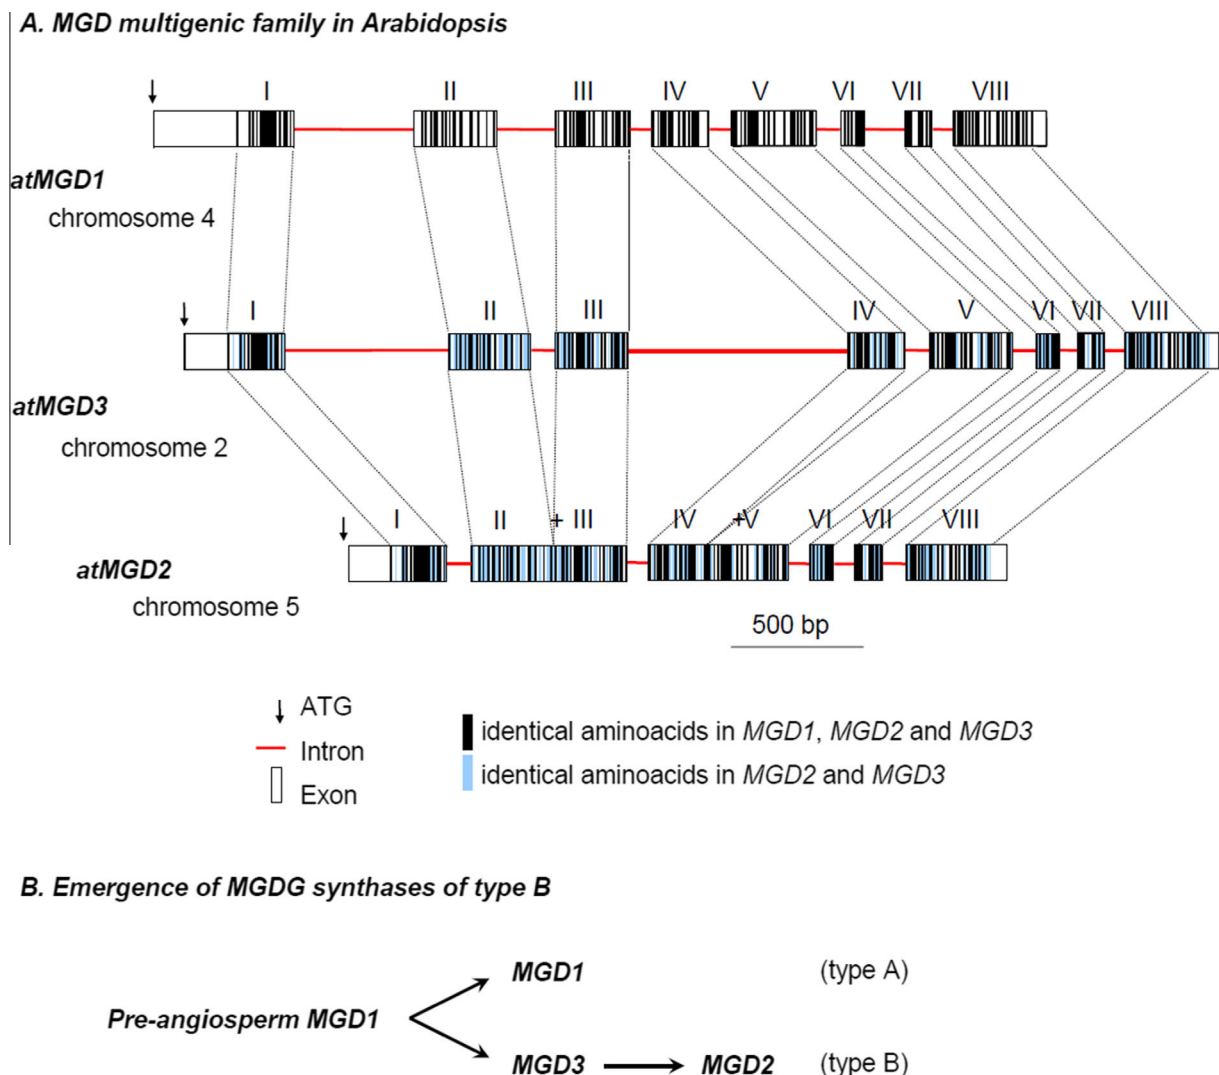 A. MGD multigenic family in Arabidopsis
I II III IV V VI VII VIII
atMGD1
chromosome 4
I II III IV V VI VII VIII
atMGD3
chromosome 2
I II + III IV +V VI VII VIII
atMGD2
chromosome 5
500 bp
ATG
Intron
Exon
identical aminoacids in MGD1, MGD2 and MGD3
identical aminoacids in MGD2 and MGD3
B. Emergence of MGDG synthases of type B
MGD1 (type A)
Pre-angiosperm MGD1
MGD3 MGD2 (type B)